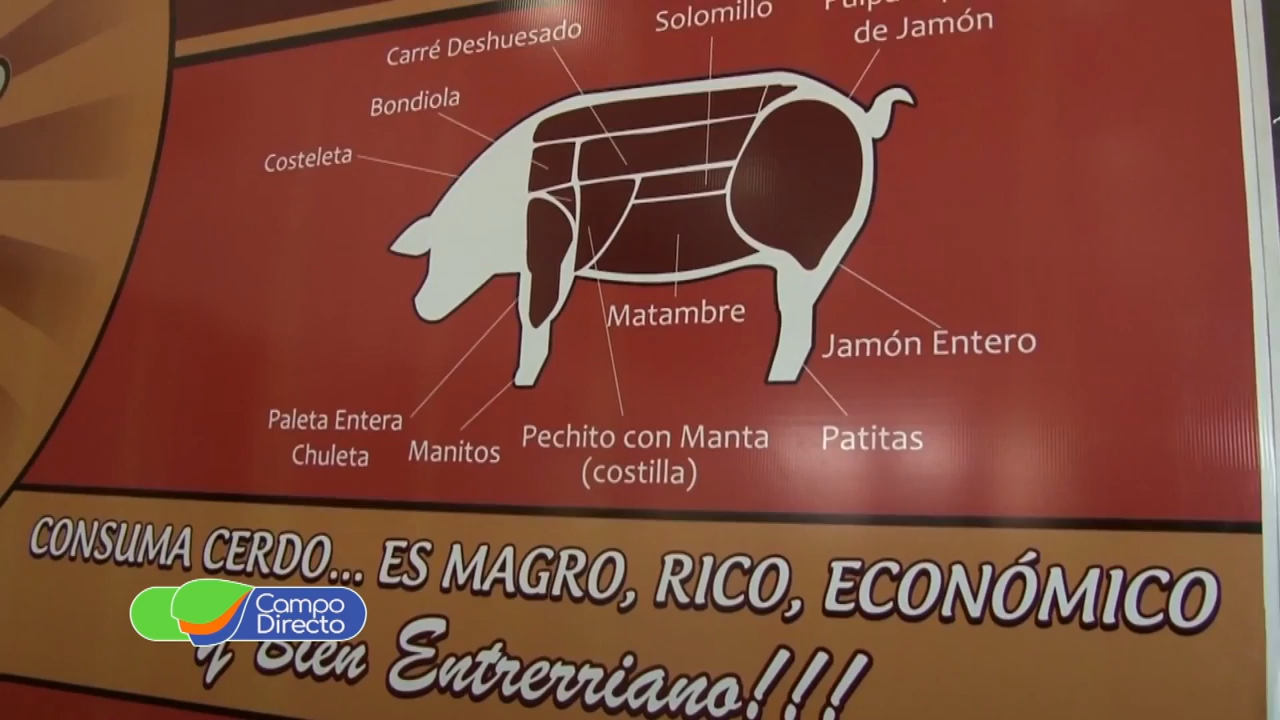 Solomillo
de Jamón
Carré Deshuesado
Bondiola
Costeleta
Matambre
Jamón Entero
Paleta Entera
Chuleta
Manitos
Pechito con Manta
(costilla)
Patitas
CONSUMA CERDO... ES MAGRO, RICO, ECONÓMICO
y Bien Entrerriano!!!
Campo
Directo